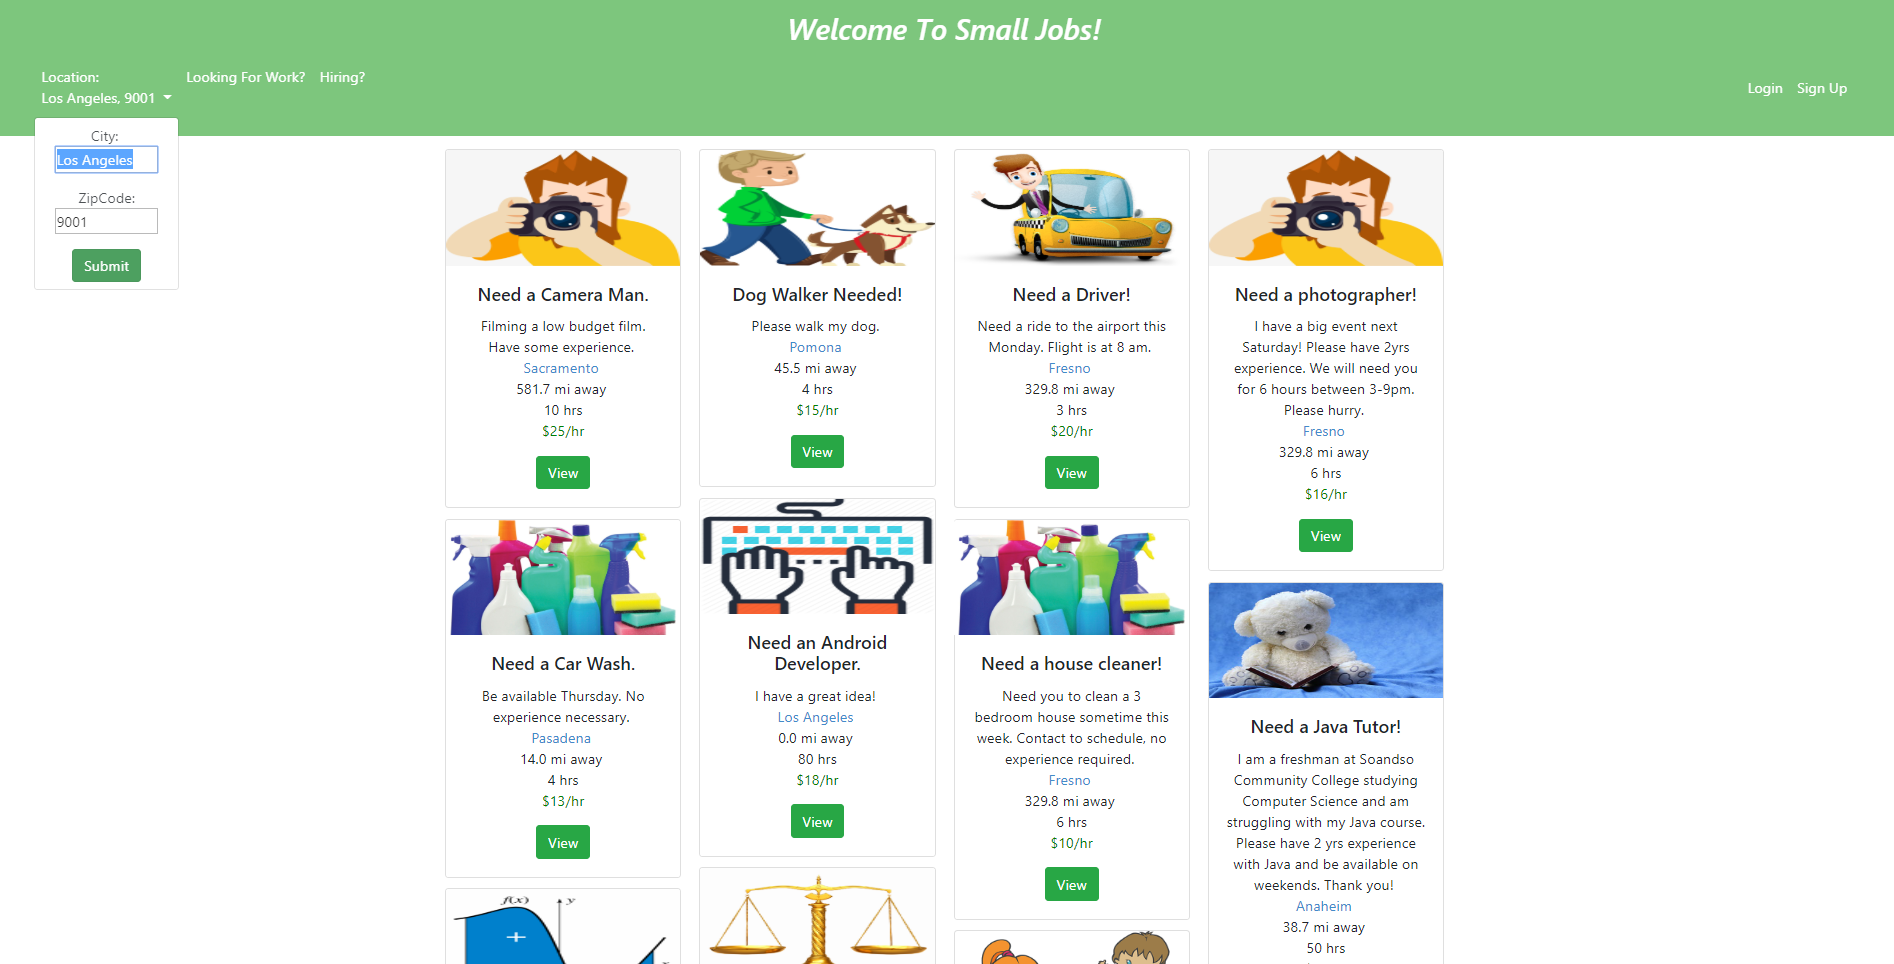 Welcome To Small Jobs!
Location:
Los Angeles, 9001
Looking For Work?
Hiring?
Login
Sign Up
City:
Los Angeles
ZipCode:
9001
Submit
Need a Camera Man.
Filming a low budget film.
Have some experience.
Sacramento
581.7 mi away
10 hrs
$25/hr
View
Dog Walker Needed!
Please walk my dog.
Pomona
45.5 mi away
4 hrs
$15/hr
View
Need a Driver!
Need a ride to the airport this
Monday. Flight is at 8 am.
Fresno
329.8 mi away
3 hrs
$20/hr
View
Need a photographer!
I have a big event next
Saturday! Please have 2yrs
experience. We will need you
for 6 hours between 3-9pm.
Please hurry.
Fresno
329.8 mi away
6 hrs
$16/hr
View
Need a Car Wash.
Be available Thursday. No
experience necessary.
Pasadena
14.0 mi away
4 hrs
$13/hr
View
Need an Android
Developer.
I have a great idea!
Los Angeles
0.0 mi away
80 hrs
$18/hr
View
Need a house cleaner!
Need you to clean a 3
bedroom house sometime this
week. Contact to schedule, no
experience required.
Fresno
329.8 mi away
6 hrs
$10/hr
View
Need a Java Tutor!
I am a freshman at Soandso
Community College studying
Computer Science and am
struggling with my Java course.
Please have 2 yrs experience
with Java and be available on
weekends. Thank you!
Anaheim
38.7 mi away
50 hrs
f(x)
y